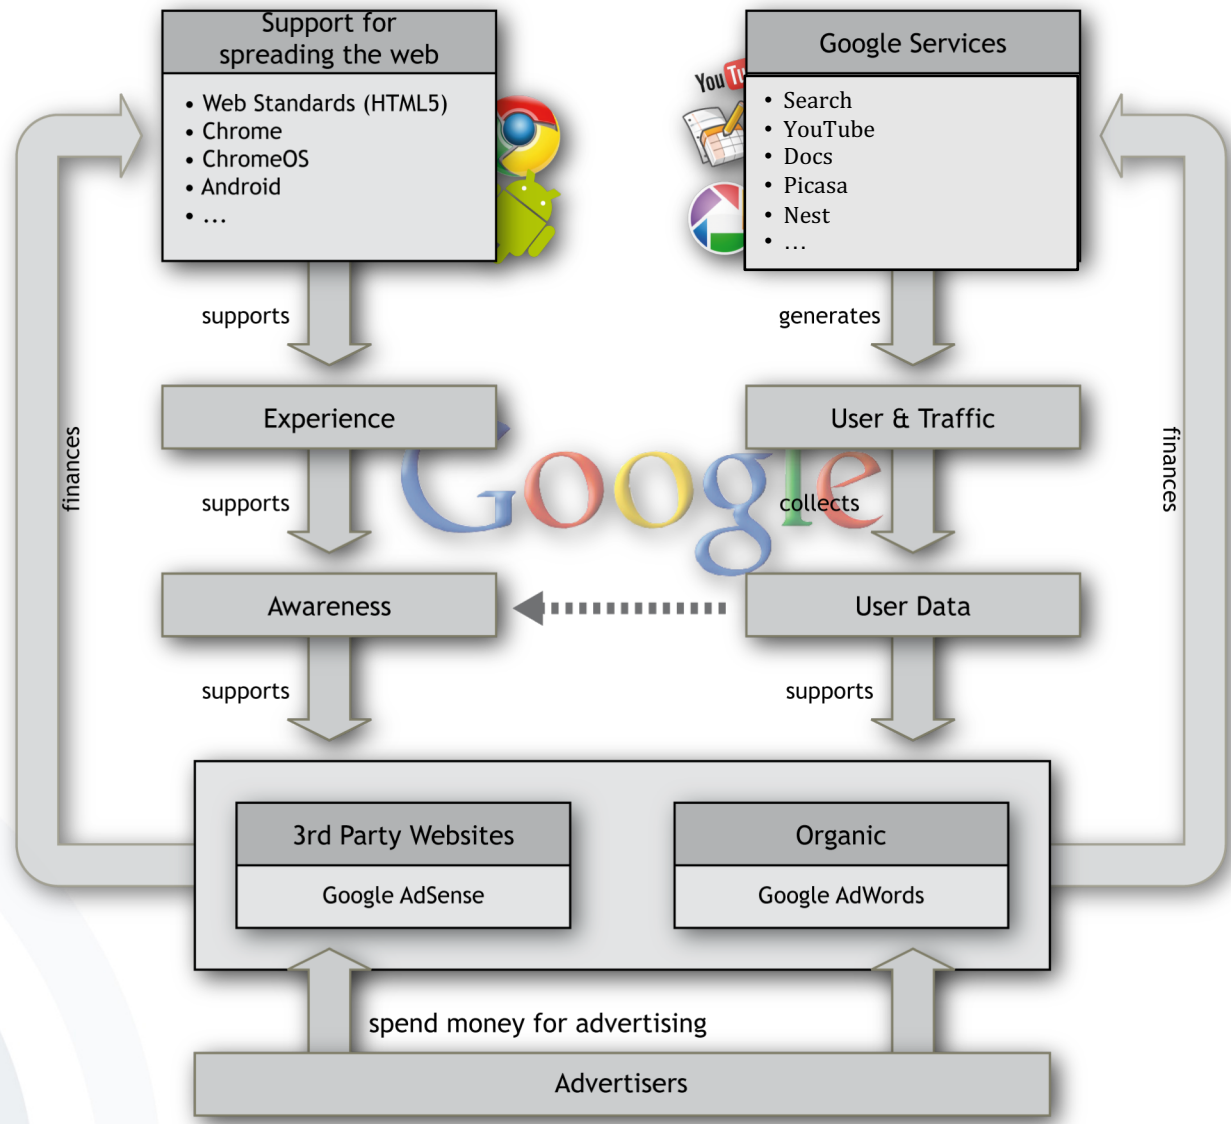 Support for
spreading the web
• Web Standards (HTML5)
• Chrome
• ChromeOS
• Android
• ...
Google Services
You Tu
• Search
• YouTube
• Docs
• Picasa
• Nest
• ...
supports
generates
Experience
User & Traffic
finances
finances
Google
supports
collects
Awareness
User Data
supports
supports
3rd Party Websites
Google AdSense
Organic
Google AdWords
spend money for advertising
Advertisers